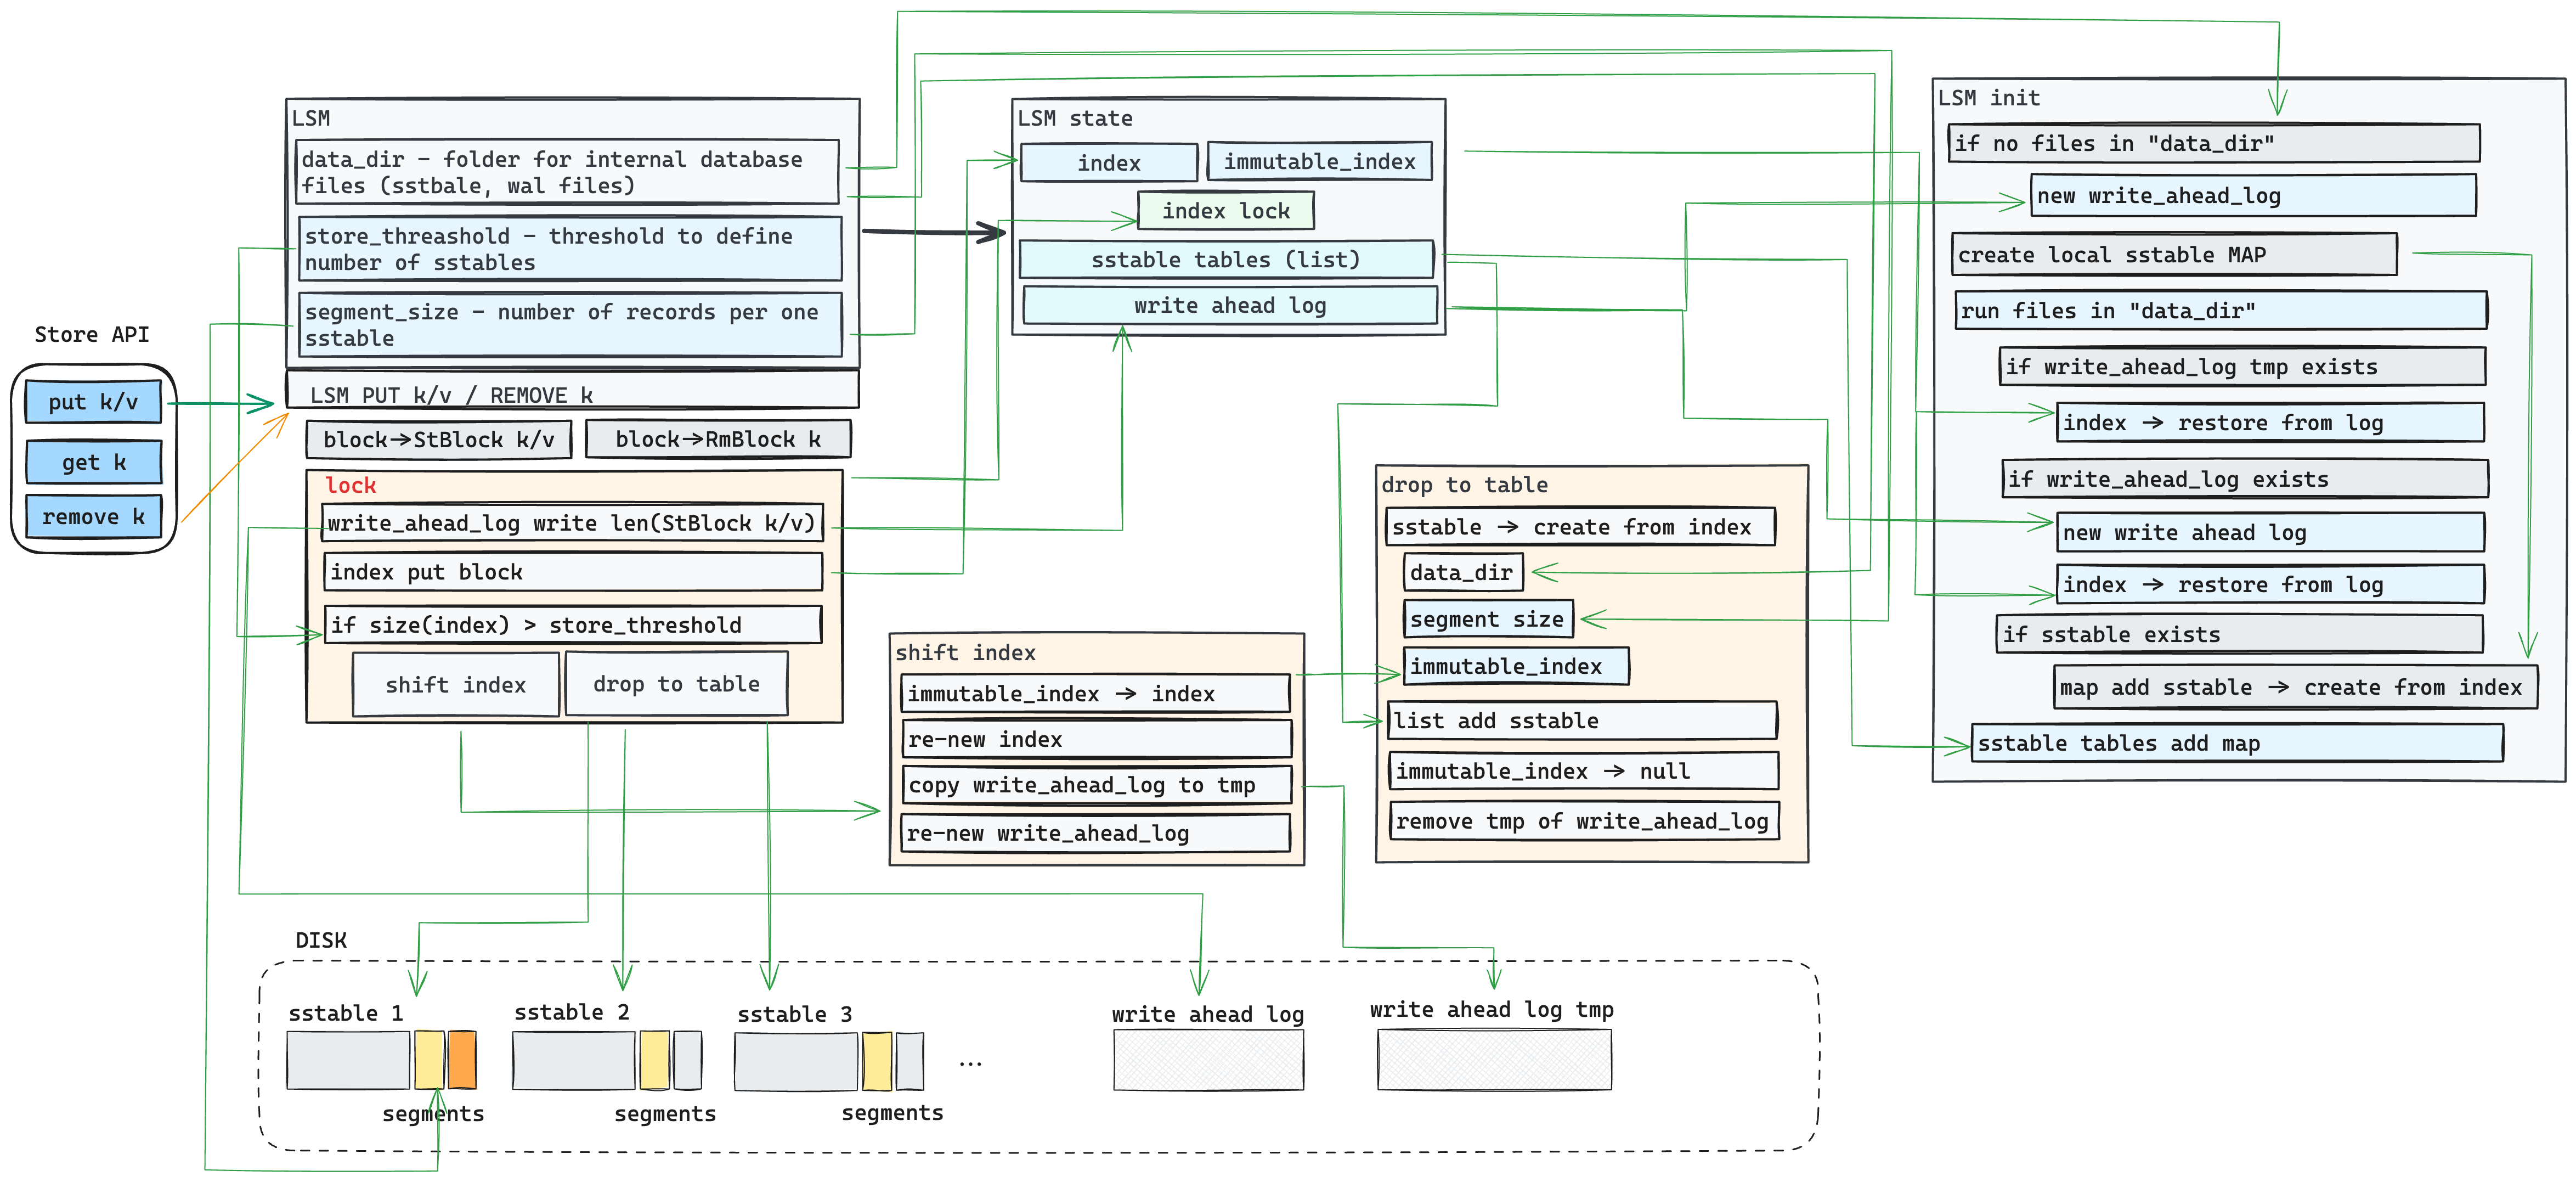 Store API
put k/v
get k
remove k
LSM
data_dir - folder for internal database
files (sstbale, wal files)
store_threashold - threshold to define
number of sstables
segment_size - number of records per one
sstable
LSM PUT k/v / REMOVE k
block->StBlock k/v
block->RmBlock k
lock
write_ahead_log write len(StBlock k/v)
index put block
if size(index) > store_threshold
shift index
drop to table
LSM state
index
immutable_index
index lock
sstable tables (list)
write ahead log
shift index
immutable_index -> index
re-new index
copy write_ahead_log to tmp
re-new write_ahead_log
drop to table
sstable -> create from index
data_dir
segment size
immutable_index
list add sstable
immutable_index -> null
remove tmp of write_ahead_log
LSM init
if no files in "data_dir"
new write_ahead_log
create local sstable MAP
run files in "data_dir"
if write_ahead_log tmp exists
index -> restore from log
if write_ahead_log exists
new write ahead log
index -> restore from log
if sstable exists
map add sstable -> create from index
sstable tables add map
DISK
sstable 1
segments
sstable 2
segments
sstable 3
segments
...
write ahead log
write ahead log tmp